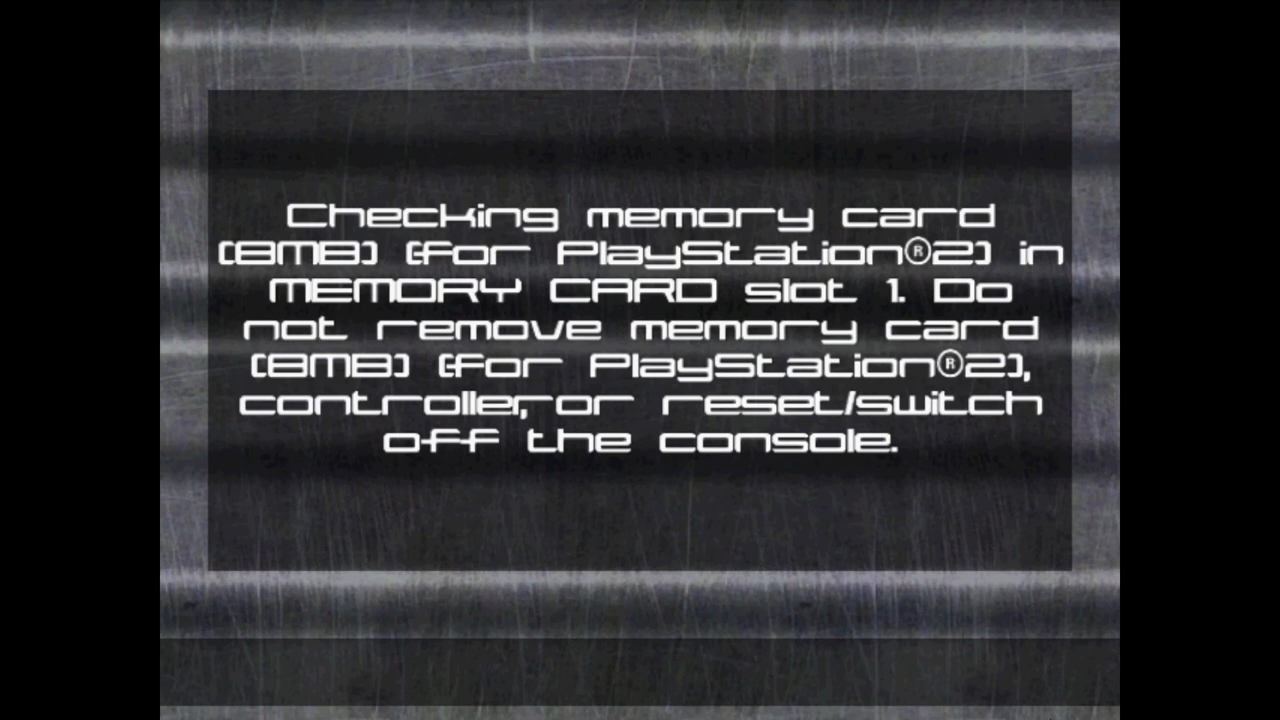 Checking memory card
(8MB) (for PlayStation®2) in
MEMORY CARD slot 1. Do
not remove memory card
(8MB) (for PlayStation®2),
controller,or reset/switch
off the console.